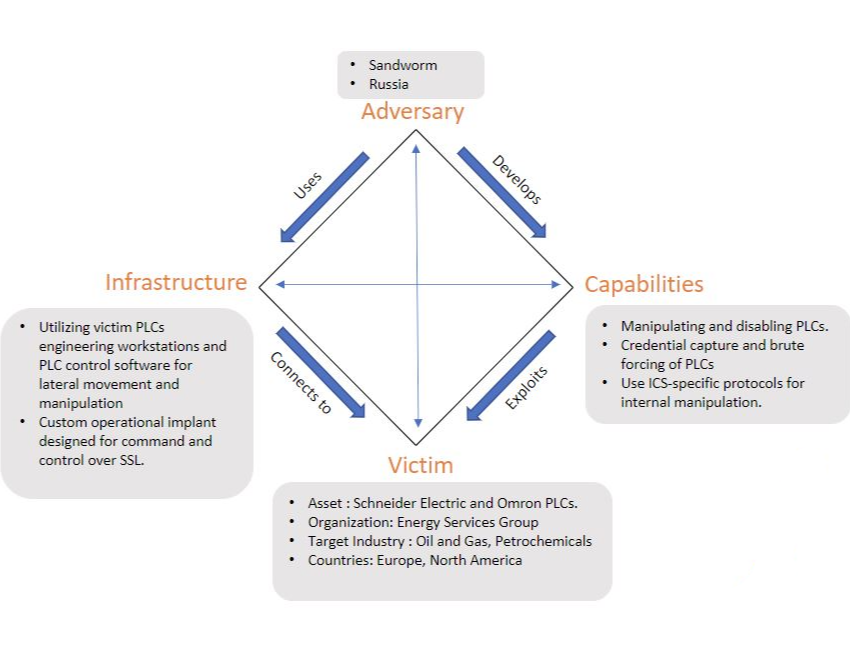 • Sandworm
• Russia
Adversary
Uses
Develops
Infrastructure
Capabilities
• Utilizing victim PLCs
engineering workstations and
PLC control software for
lateral movement and
manipulation
• Custom operational implant
designed for command and
control over SSL.
• Manipulating and disabling PLCs.
• Credential capture and brute
forcing of PLCs
• Use ICS-specific protocols for
internal manipulation.
Connects to
Exploits
Victim
• Asset : Schneider Electric and Omron PLCs.
• Organization: Energy Services Group
• Target Industry : Oil and Gas, Petrochemicals
• Countries: Europe, North America